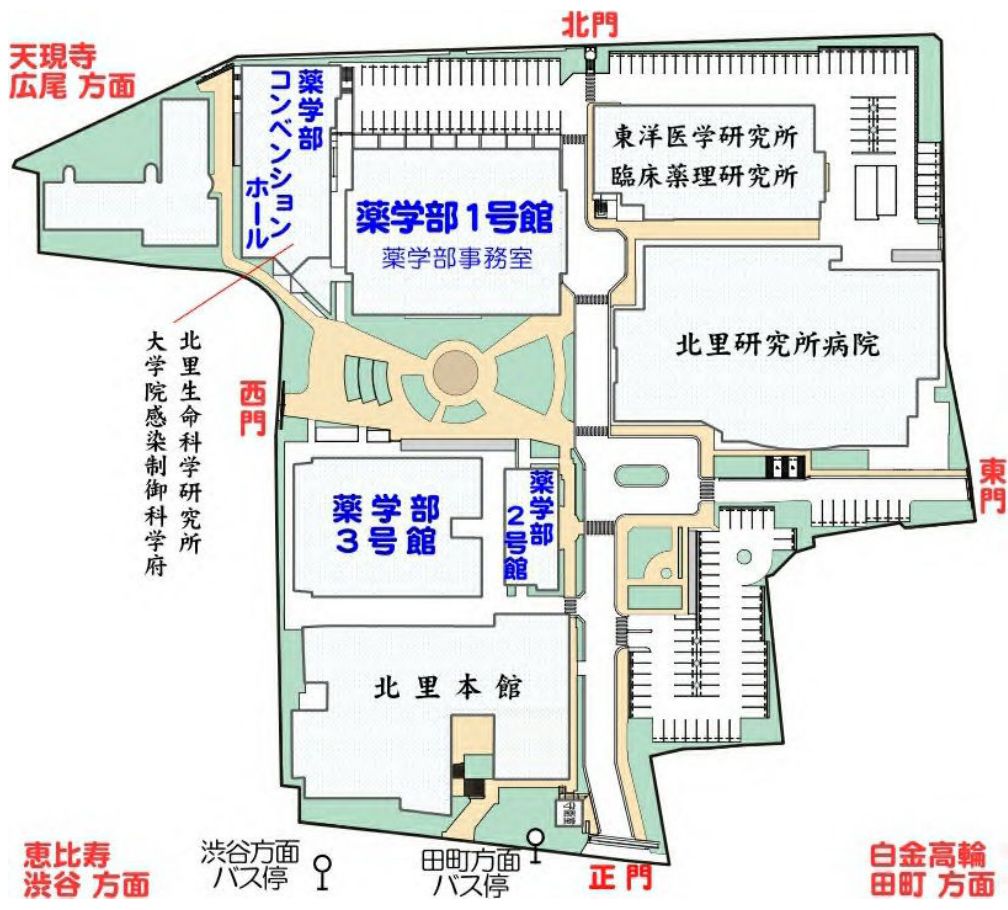 北門
天現寺
広尾 方面
薬学部
コンベンション
ホール
東洋医学研究所
臨床薬理研究所
薬学部1号館
薬学部事務室
北里研究所病院
北里生命科学研究所
大学院感染制御科学府
西門
東門
薬学部
3号館
薬学部
2号館
北里本館
守衛室
恵比寿
渋谷 方面
渋谷方面
バス停
田町方面
バス停
正門
白金高輪
田町 方面